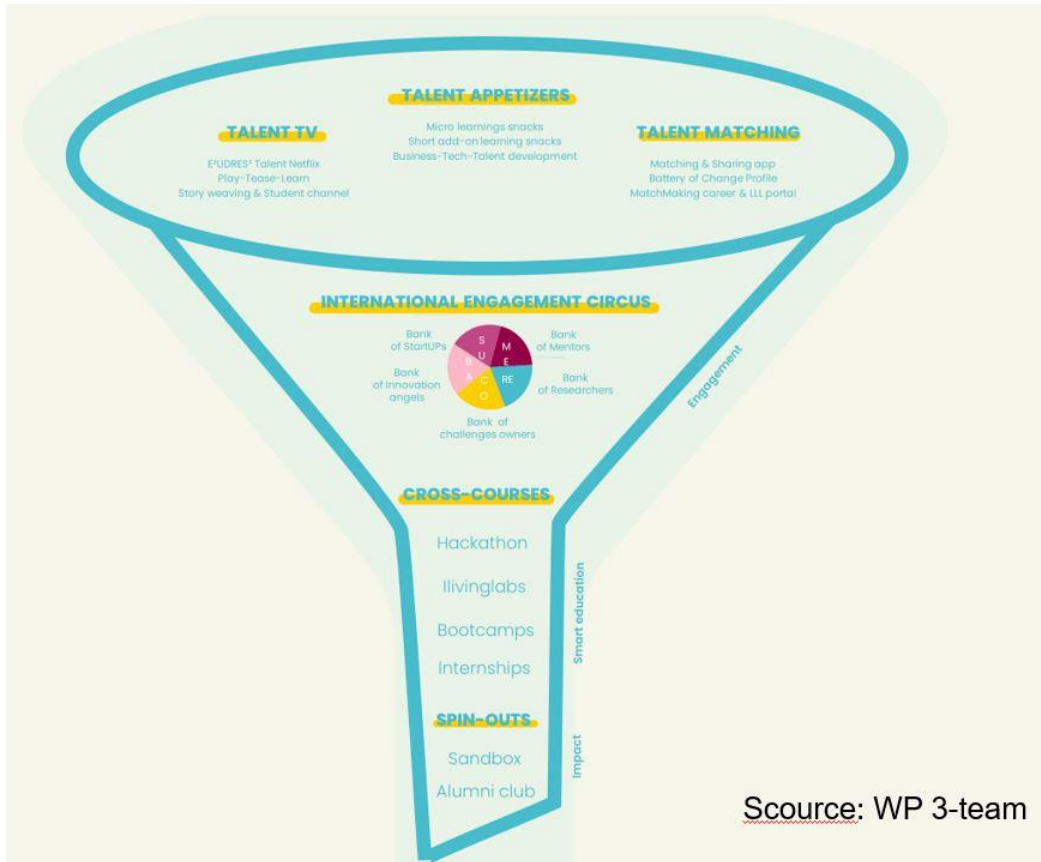 TALENT APPETIZERS
Micro learnings snacks
Short add-on learning snacks
Business-Tech-Talent development
TALENT TV
E³UDRES² Talent Netflix
Play-Tease-Learn
Story weaving & Student channel
TALENT MATCHING
Matching & Sharing app
Battery of Change Profile
MatchMaking career & LLL portal
INTERNATIONAL ENGAGEMENT CIRCUS
Bank
of StartUPs
Bank
of Mentors
Bank
of Innovation
angels
Bank
of Researchers
Bank of
challenges owners
SU
ME
BA
CO
RE
Engagement
CROSS-COURSES
Hackathon
Ilivinglabs
Bootcamps
Internships
Smart education
SPIN-OUTS
Sandbox
Alumni club
Impact
Scource: WP 3-team